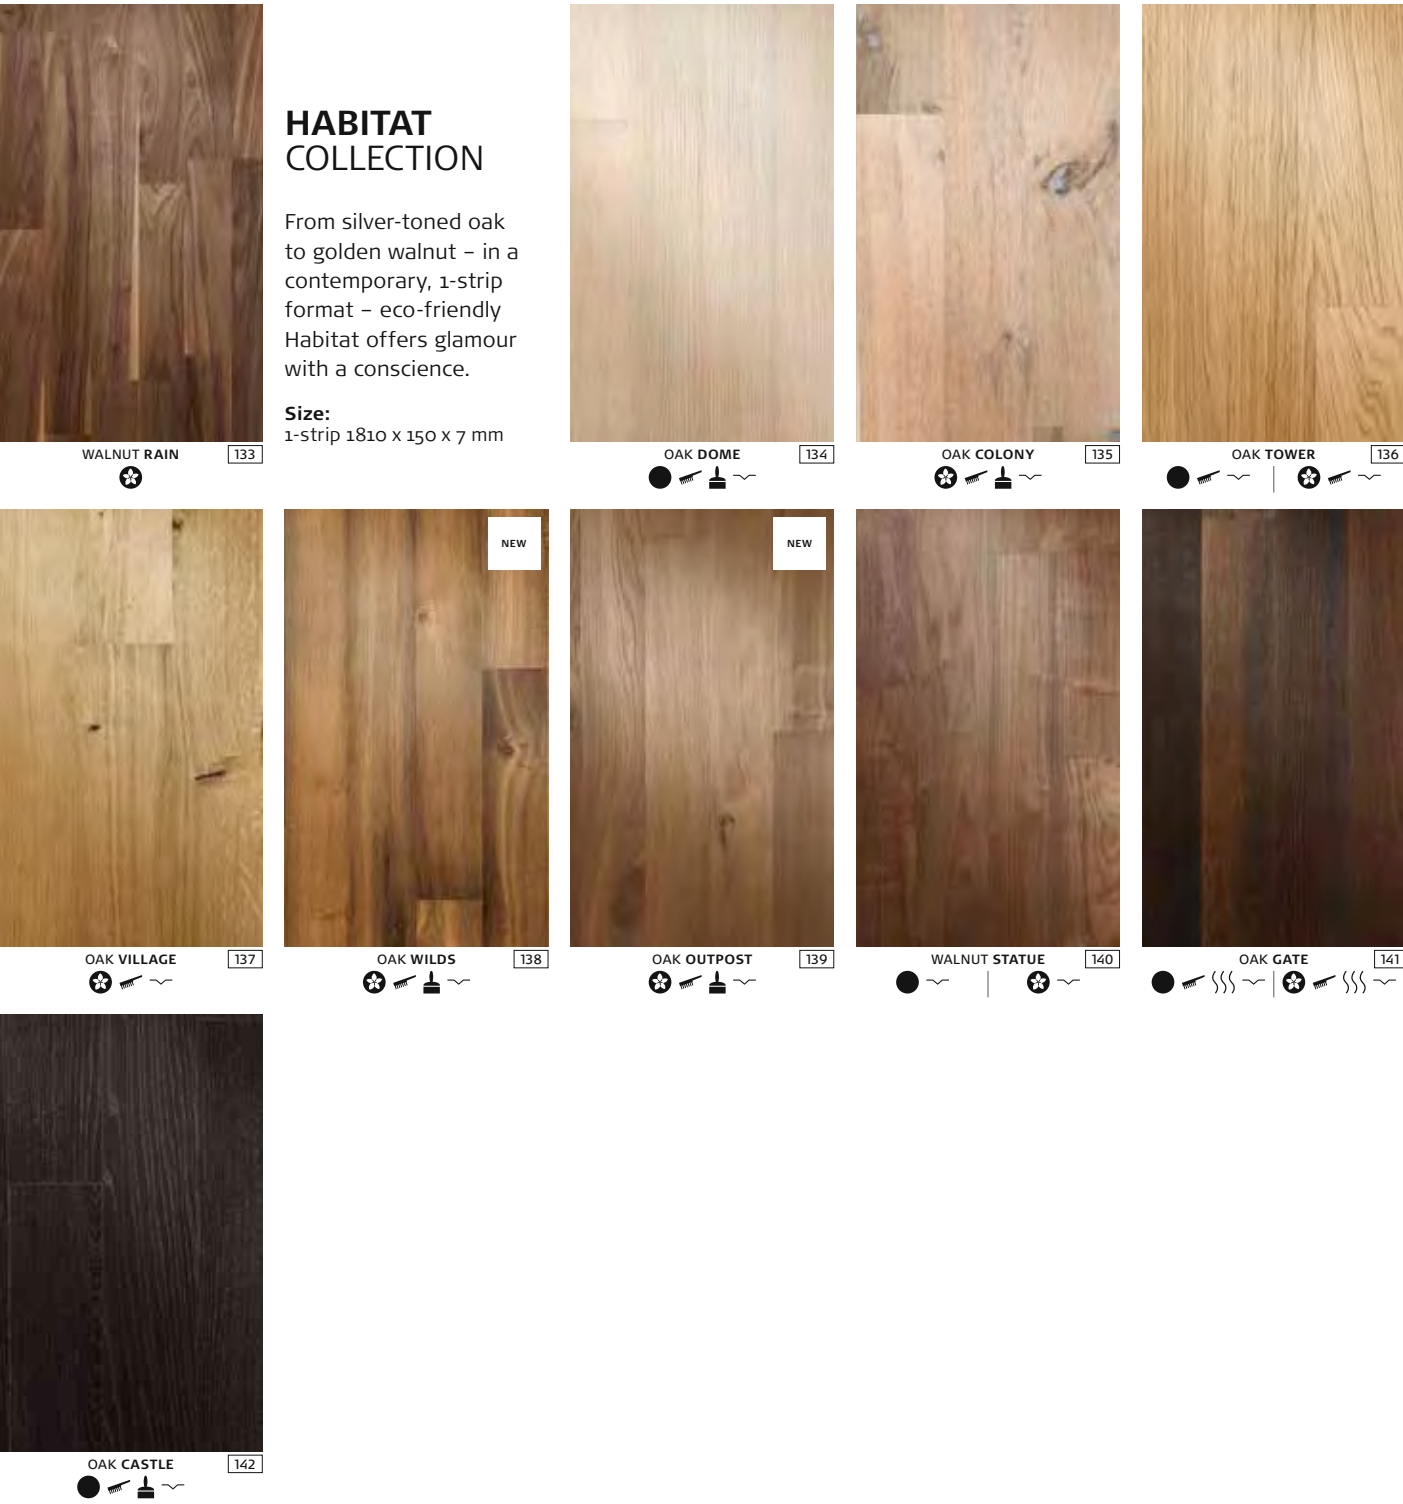 HABITAT
COLLECTION
From silver-toned oak
to golden walnut – in a
contemporary, 1-strip
format – eco-friendly
Habitat offers glamour
with a conscience.
Size:
1-strip 1810 x 150 x 7 mm
WALNUT RAIN 133
OAK DOME 134
OAK COLONY 135
OAK TOWER 136
NEW
NEW
OAK VILLAGE 137
OAK WILDS 138
OAK OUTPOST 139
WALNUT STATUE 140
OAK GATE 141
OAK CASTLE 142